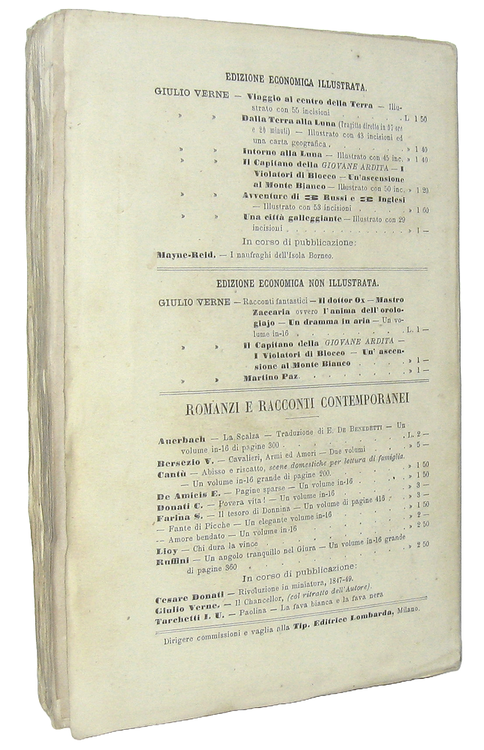 EDIZIONE ECONOMICA ILLUSTRATA.
GIULIO VERNE — Viaggio al centro della Terra — Illu-
strato con 55 incisioni . . . . L. 1 50
» » Dalla Terra alla Luna (Tragitto diretto in 97 ore
e 20 minuti) — Illustrato con 43 incisioni ed
una carta geografica . . . . . » 1 40
» » Intorno alla Luna — Illustrato con 45 inc. » 1 40
» » Il Capitano della GIOVANE ARDITA — I
Violatori di Blocco — Un'ascensione
al Monte Bianco — Illustrato con 50 inc. » 1 20
» » Avventure di Russi e Inglesi
— Illustrato con 53 incisioni . . . . » 1 60
» » Una città galleggiante — Illustrato con 29
incisioni . . . . . » 1 —
In corso di pubblicazione:
Mayne-Reid. — I naufraghi dell'Isola Borneo.
EDIZIONE ECONOMICA NON ILLUSTRATA.
GIULIO VERNE — Racconti fantastici — Il dottor Ox — Mastro
Zaccaria ovvero l'anima dell'orolo-
giajo — Un dramma in aria — Un vo-
lume in-16 . . . . . L. 1 —
» » Il Capitano della GIOVANE ARDITA —
I Violatori di Blocco — Un' ascen-
sione al Monte Bianco . . . . » 1 —
» » Martino Paz. . . . . . » 1 —
ROMANZI E RACCONTI CONTEMPORANEI
Auerbach — La Scalza — Traduzione di E. DE BENEDETTI — Un
volume in-16 di pagine 300 . . . . . L. 2 —
Bersezio V. — Cavalieri, Armi ed Amori — Due volumi . » 5 —
Cantù — Abisso e riscatto, scene domestiche per lettura di famiglia.
— Un volume in-16 grande di pagine 200. . . . » 1 50
De Amicis E. — Pagine sparse — Un volume in-16 . . » 1 50
Donati C. — Povera vita! — Un volume in-16 . . » 3 —
Farina S. — Il tesoro di Donnina — Un volume di pagine 416 . » 3 —
— Fante di Picche — Un elegante volume in-16 . . » 1 50
— Amore bendato — Un volume in-16 . . . » 2 —
Lioy — Chi dura la vince . . . . » 2 50
Ruffini — Un angolo tranquillo nel Giura — Un volume in-16 grande
di pagine 360 . . . . . » 2 50
In corso di pubblicazione:
Cesare Donati — Rivoluzione in miniatura, 1847-49.
Giulio Verne. — Il Chancellor, (col ritratto dell'Autore).
Tarchetti I. U. — Paolina — La fava bianca e la fava nera
Dirigere commissioni e vaglia alla Tip. Editrice Lombarda, Milano.